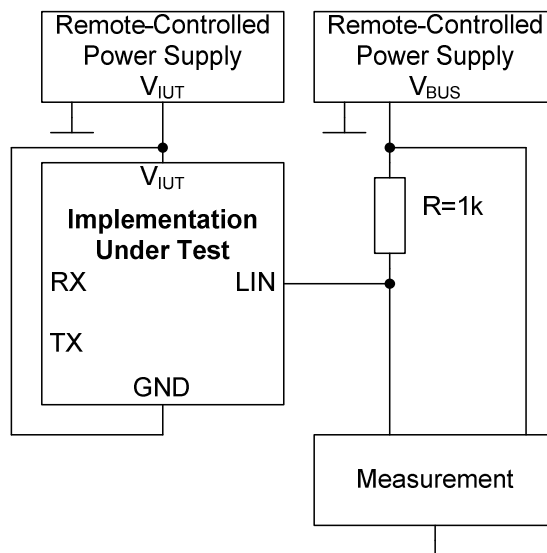 Remote-Controlled
Power Supply
VIUT
Remote-Controlled
Power Supply
VBUS
VIUT
Implementation
Under Test
RX
LIN
TX
GND
R=1k
Measurement